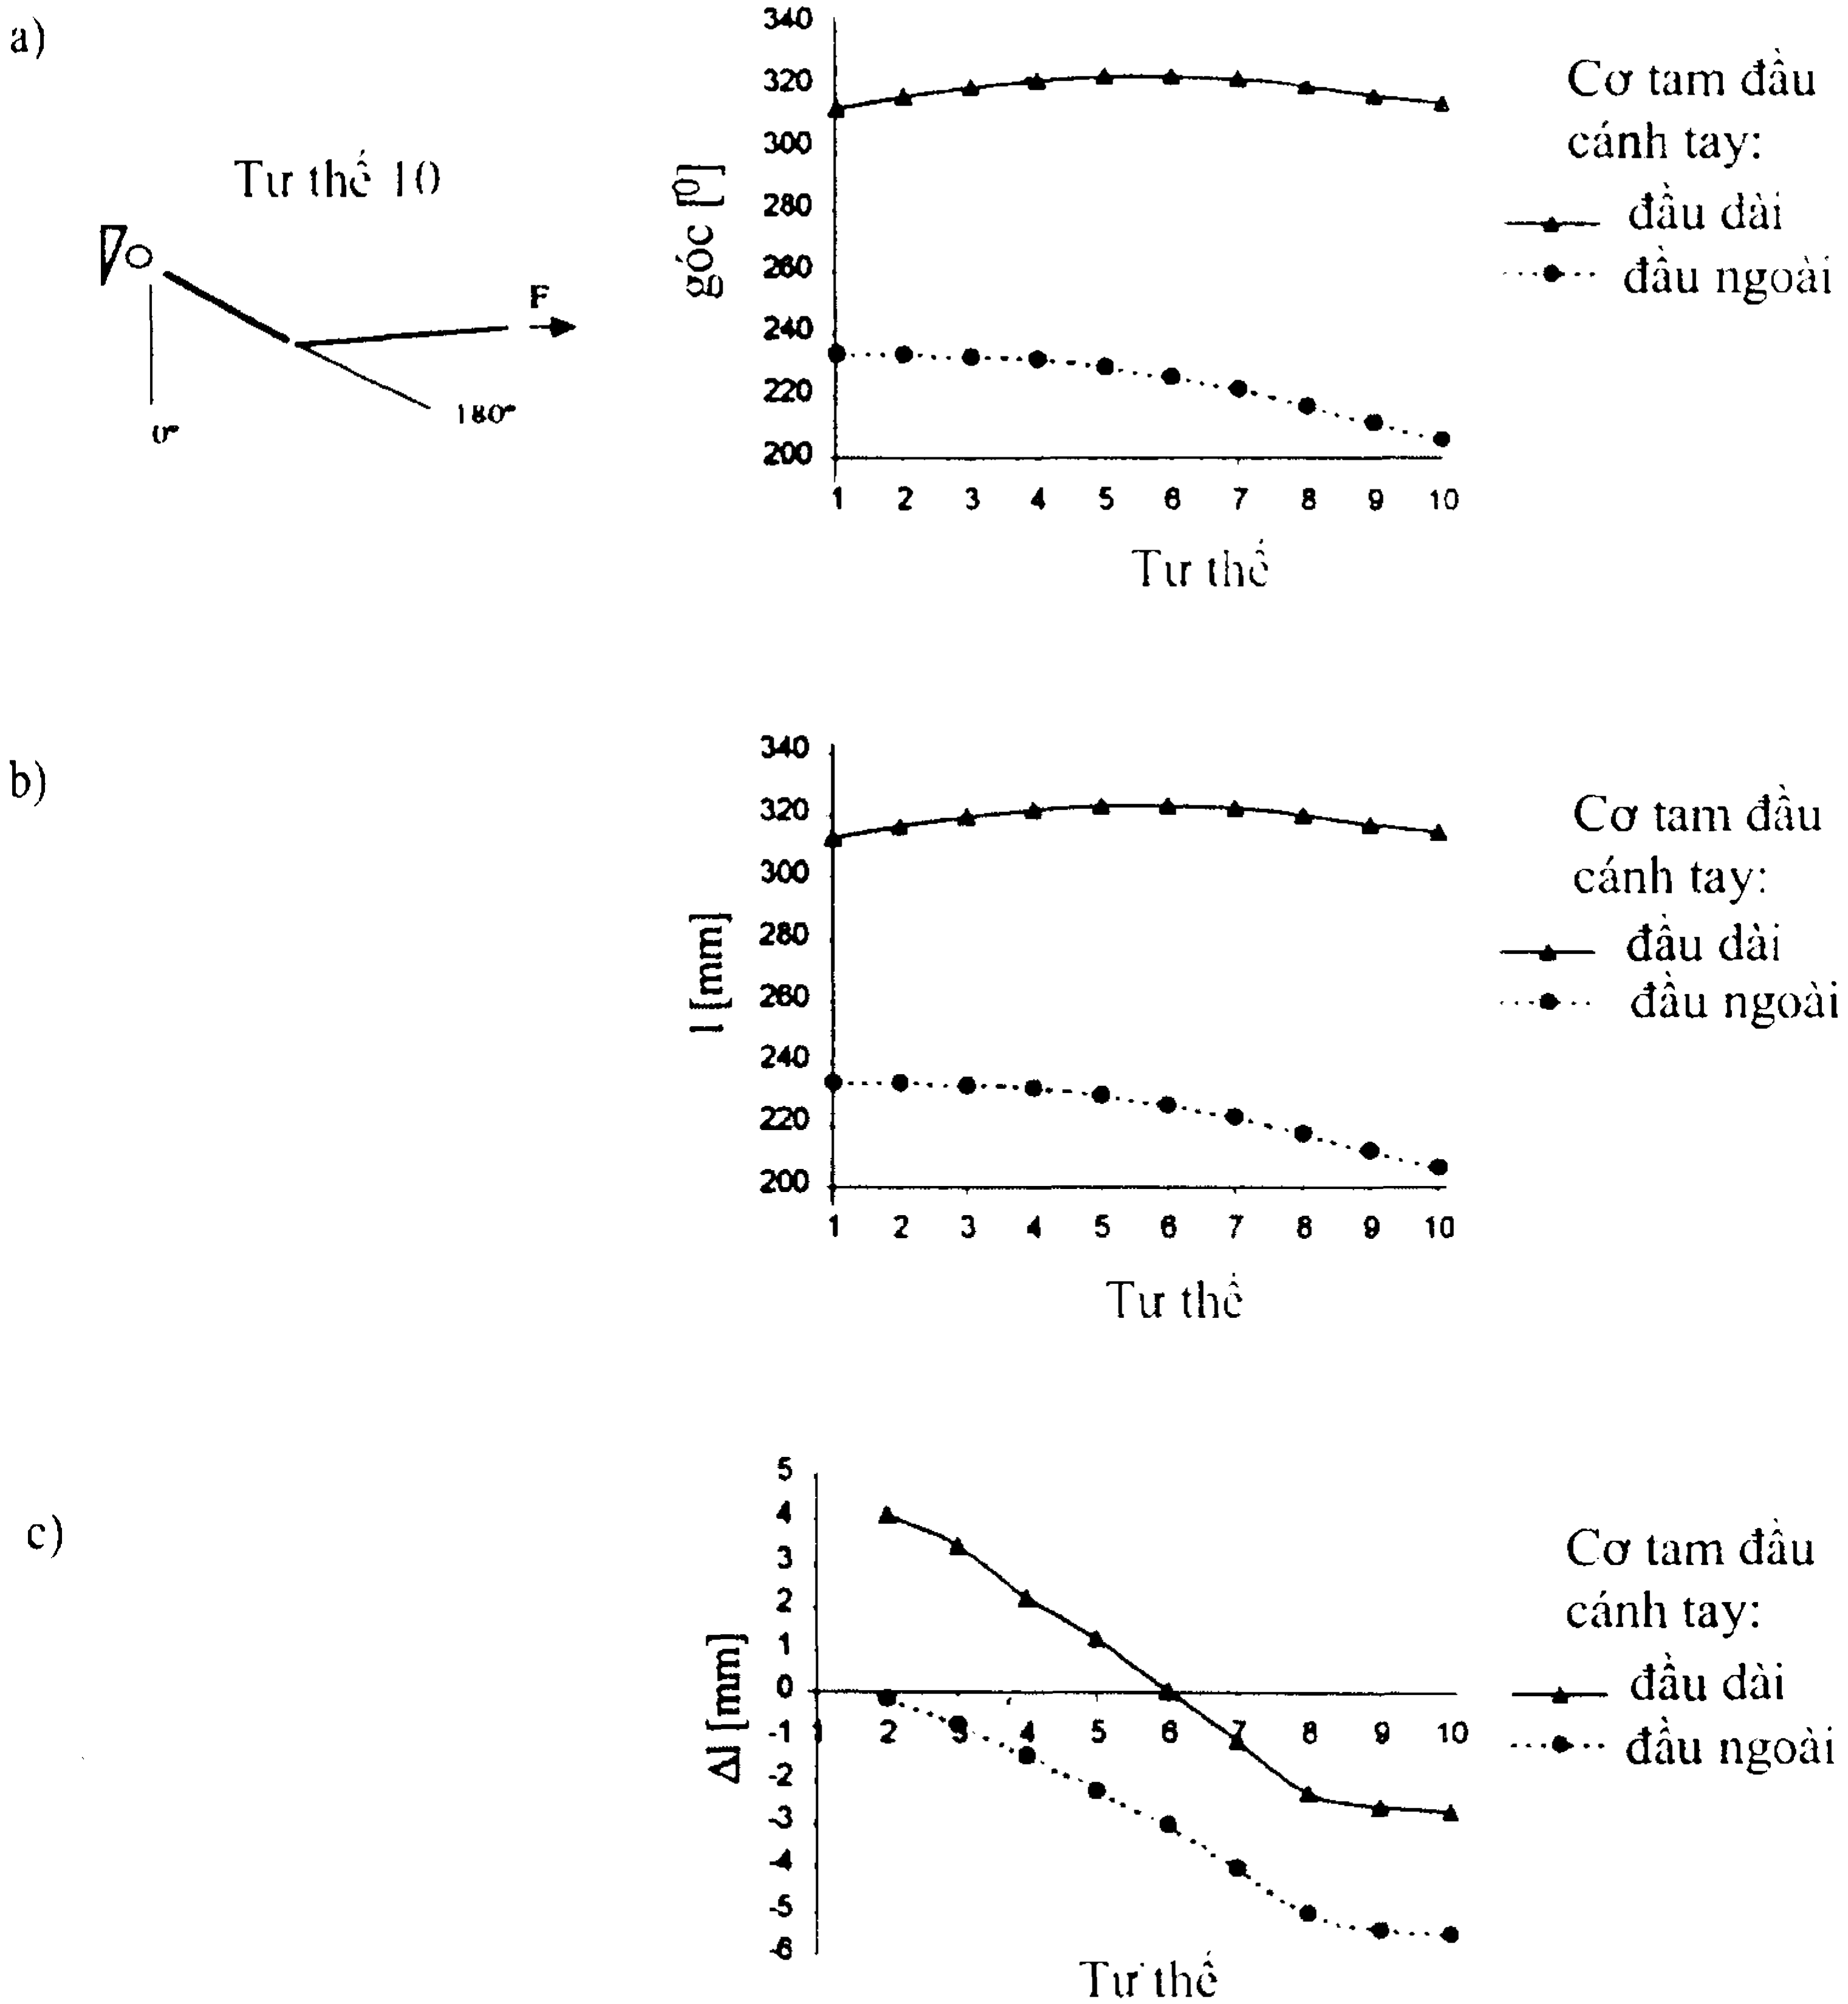 a)
Tư thế 10
F
0°
180°
góc [⁰]
340
320
300
280
260
240
220
200
1 2 3 4 5 6 7 8 9 10
Tư thế
Cơ tam đầu
cánh tay:
đầu dài
đầu ngoài
b)
l [mm]
340
320
300
280
260
240
220
200
1 2 3 4 5 6 7 8 9 10
Tư thế
Cơ tam đầu
cánh tay:
đầu dài
đầu ngoài
c)
Δl [mm]
5
4
3
2
1
0
-1
-2
-3
-4
-5
-6
1 2 3 4 5 6 7 8 9 10
Tư thế
Cơ tam đầu
cánh tay:
đầu dài
đầu ngoài